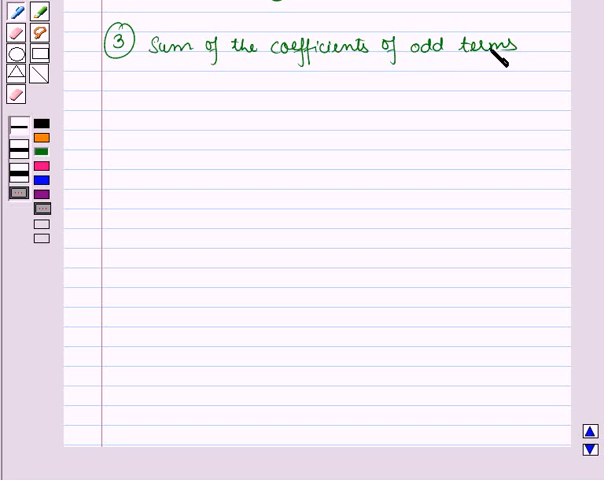 3 Sum of the coefficients of odd terms